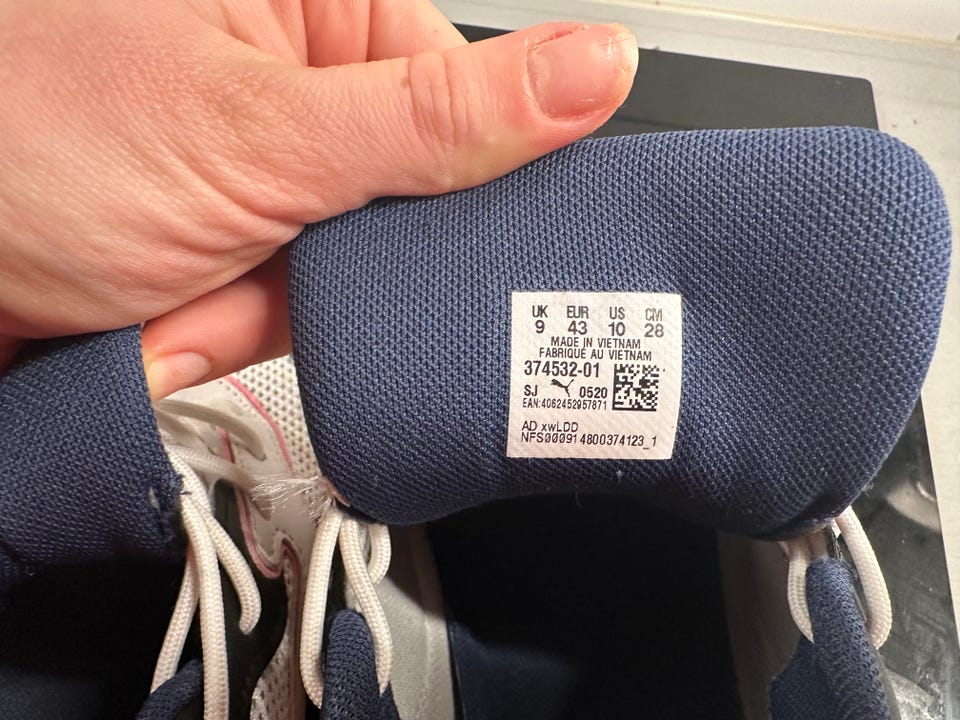 UK EUR US CM
9 43 10 28
MADE IN VIETNAM
FABRIQUÉ AU VIETNAM
374532-01
SJ 0520
EAN:4062452957871
AD xwLDD
NFS000914800374123_1